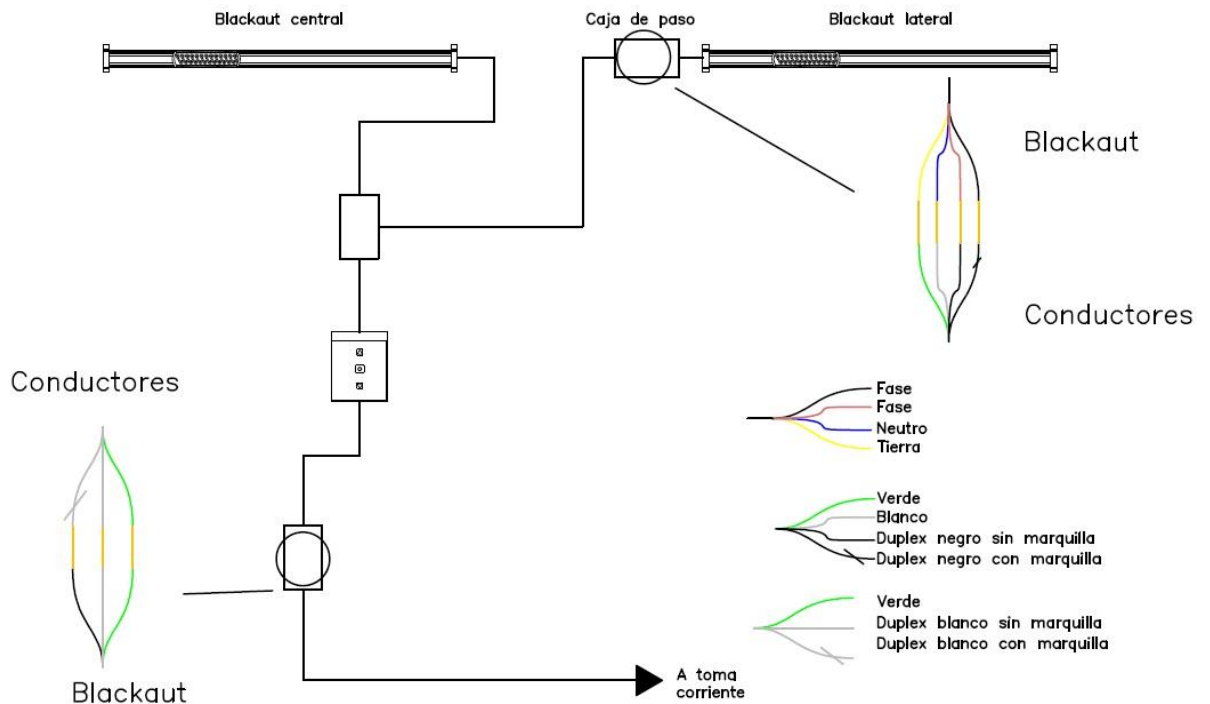 Blackaut central
Caja de paso
Blackaut lateral
Blackaut
Conductores
Conductores
Fase
Fase
Neutro
Tierra
Verde
Blanco
Duplex negro sin marquilla
Duplex negro con marquilla
Verde
Duplex blanco sin marquilla
Duplex blanco con marquilla
Blackaut
A toma
corriente